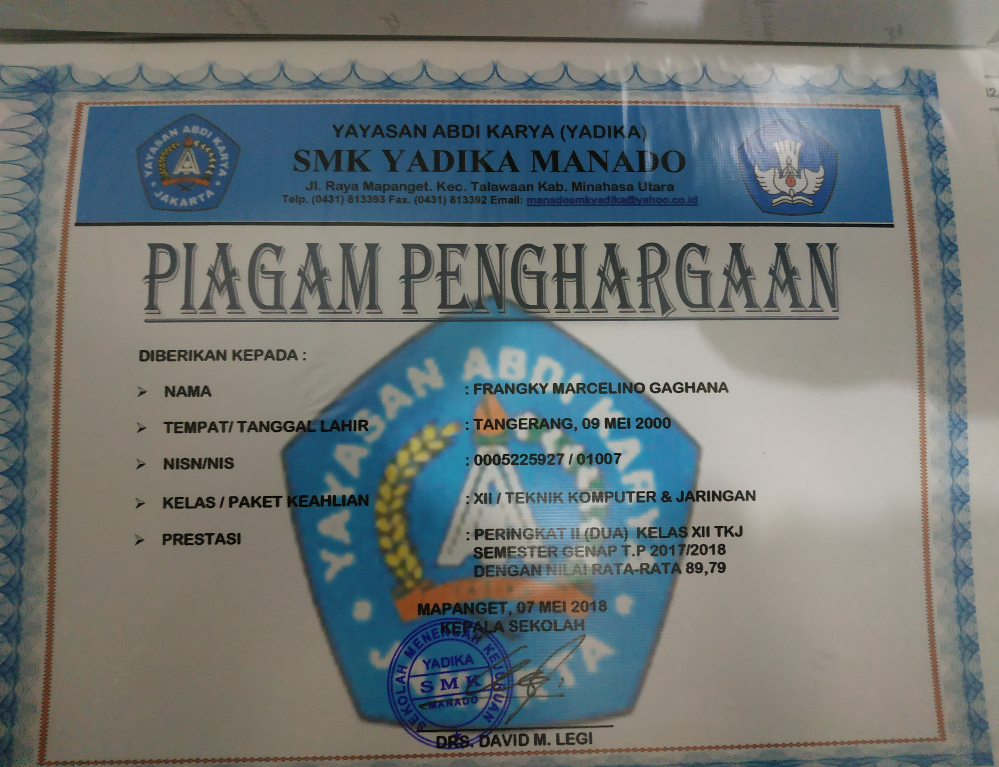 YAYASAN ABDI KARYA (YADIKA)
SMK YADIKA MANADO
Jl. Raya Mapanget. Kec. Talawaan Kab. Minahasa Utara
Telp. (0431) 813393 Fax. (0431) 813392 Email: manadosmkyadika@yahoo.co.id
YAYASAN ABDI KARYA
JAKARTA
PIAGAM PENGHARGAAN
DIBERIKAN KEPADA :
NAMA : FRANGKY MARCELINO GAGHANA
TEMPAT/ TANGGAL LAHIR : TANGERANG, 09 MEI 2000
NISN/NIS : 0005225927 / 01007
KELAS / PAKET KEAHLIAN : XII / TEKNIK KOMPUTER & JARINGAN
PRESTASI : PERINGKAT II (DUA) KELAS XII TKJ
SEMESTER GENAP T.P 2017/2018
DENGAN NILAI RATA-RATA 89,79
YAYASAN ABDI KARYA
MAPANGET, 07 MEI 2018
KEPALA SEKOLAH
SEKOLAH MENENGAH KEJURUAN
YADIKA
SMK
MANADO
DRS. DAVID M. LEGI